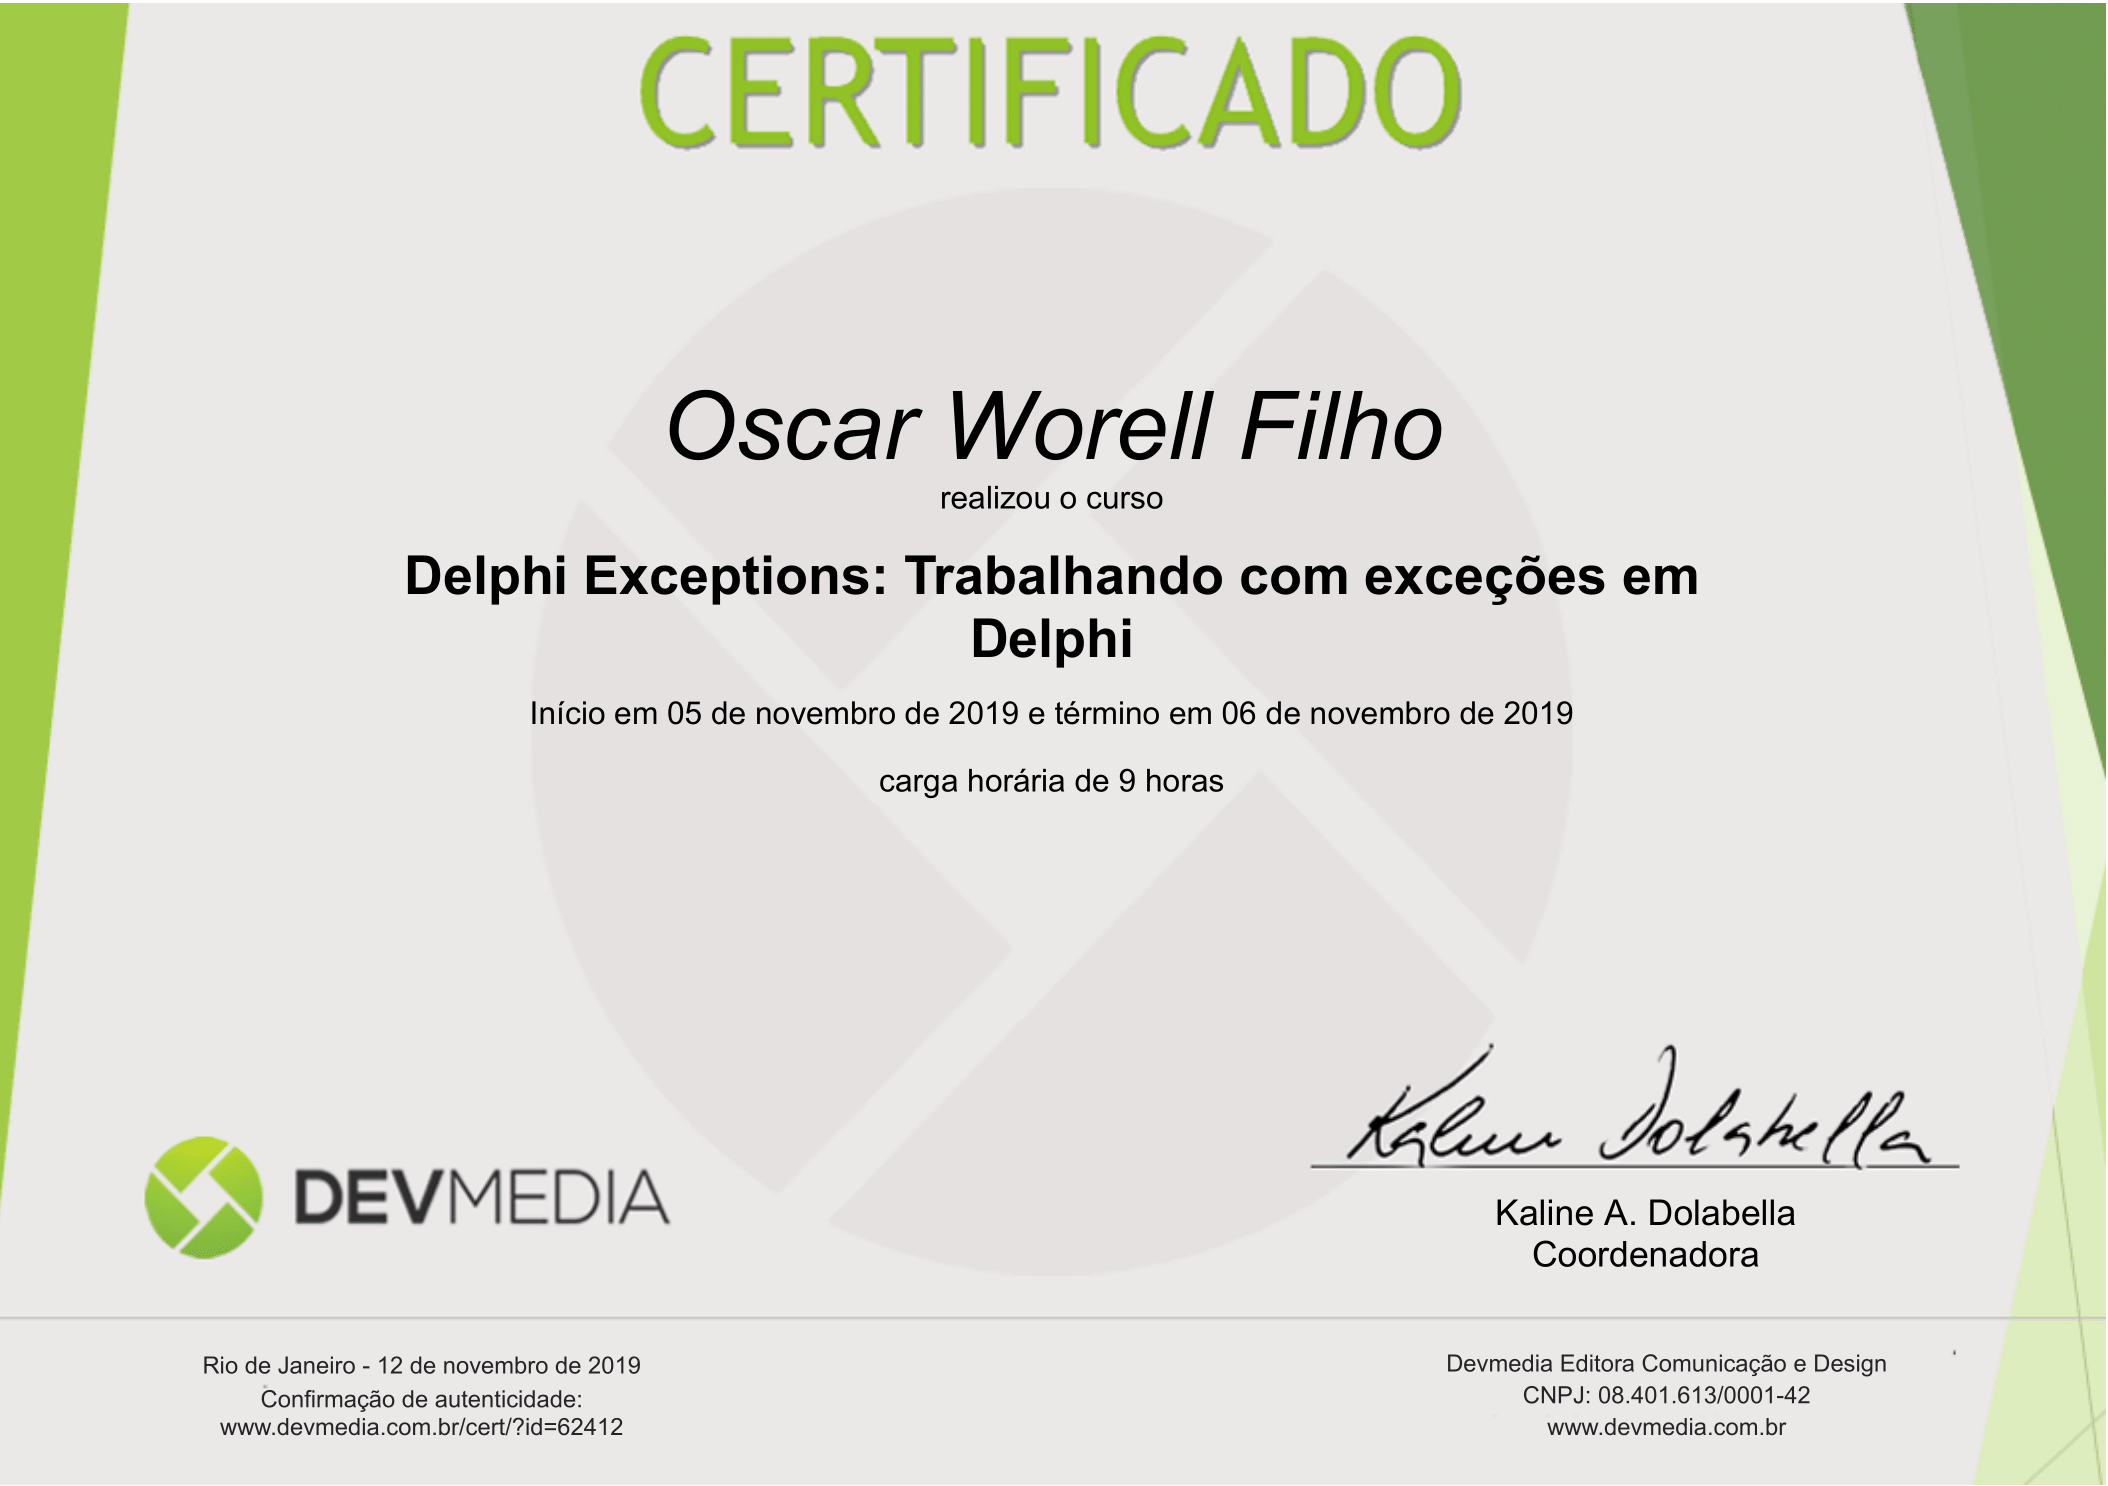 CERTIFICADO
Oscar Worell Filho
realizou o curso
Delphi Exceptions: Trabalhando com exceções em
Delphi
Início em 05 de novembro de 2019 e término em 06 de novembro de 2019
carga horária de 9 horas
Kaline Dolabella
DEVMEDIA
Kaline A. Dolabella
Coordenadora
Rio de Janeiro - 12 de novembro de 2019
Confirmação de autenticidade:
www.devmedia.com.br/cert/?id=62412
Devmedia Editora Comunicação e Design
CNPJ: 08.401.613/0001-42
www.devmedia.com.br